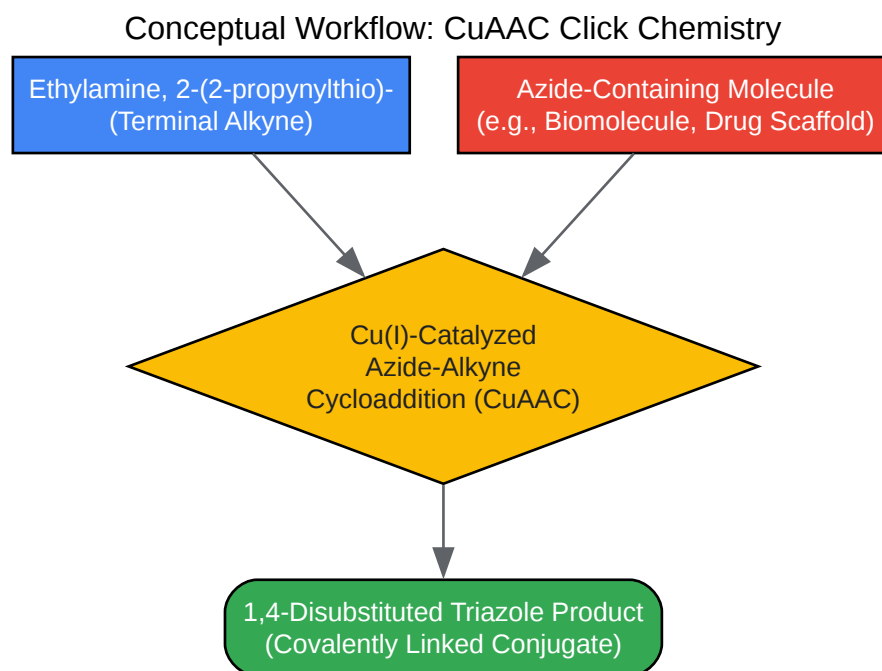 Conceptual Workflow: CuAAC Click Chemistry
Ethylamine, 2-(2-propynylthio)-
(Terminal Alkyne)
Azide-Containing Molecule
(e.g., Biomolecule, Drug Scaffold)
Cu(I)-Catalyzed
Azide-Alkyne
Cycloaddition (CuAAC)
1,4-Disubstituted Triazole Product
(Covalently Linked Conjugate)